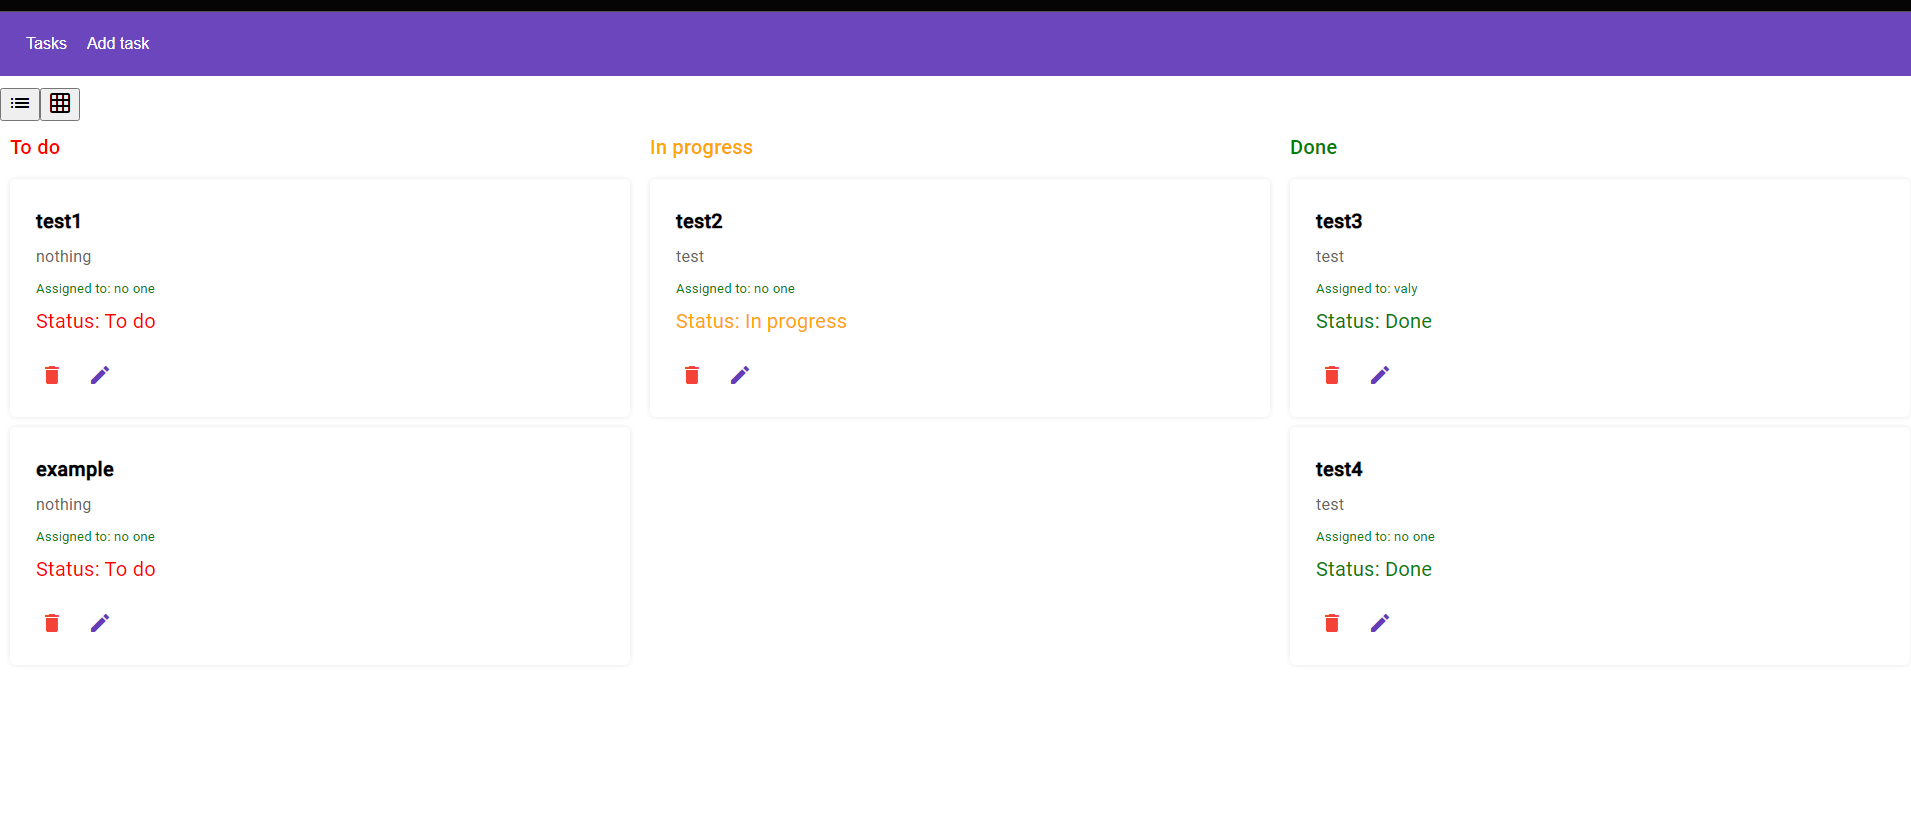 Tasks Add task
To do
test1
nothing
Assigned to: no one
Status: To do
example
nothing
Assigned to: no one
Status: To do
In progress
test2
test
Assigned to: no one
Status: In progress
Done
test3
test
Assigned to: valy
Status: Done
test4
test
Assigned to: no one
Status: Done